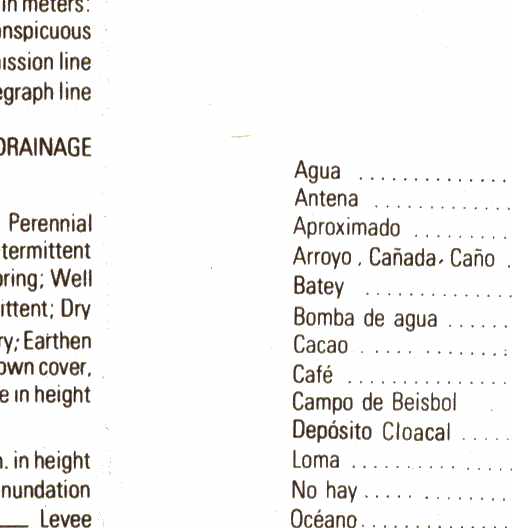 in meters:
nspicuous
ission line
egraph line
DRAINAGE
Perennial
termittent
pring; Well
ittent; Dry
ry; Earthen
own cover,
e in height
n. in height
nundation
Levee
Agua ..............
Antena .............
Aproximado .........
Arroyo, Cañada, Caño .
Batey .............
Bomba de agua ......
Cacao .............
Café ..............
Campo de Beisbol
Depósito Cloacal .....
Loma ..............
No hay .............
Océano .............